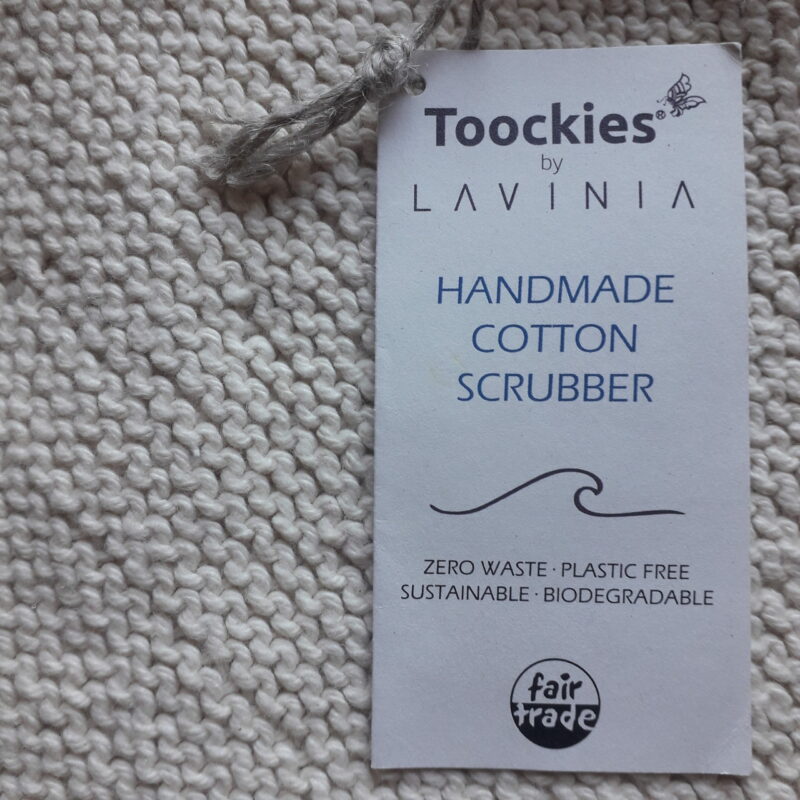 Toockies®
by
LAVINIA
HANDMADE
COTTON
SCRUBBER
ZERO WASTE · PLASTIC FREE
SUSTAINABLE · BIODEGRADABLE
fair
trade